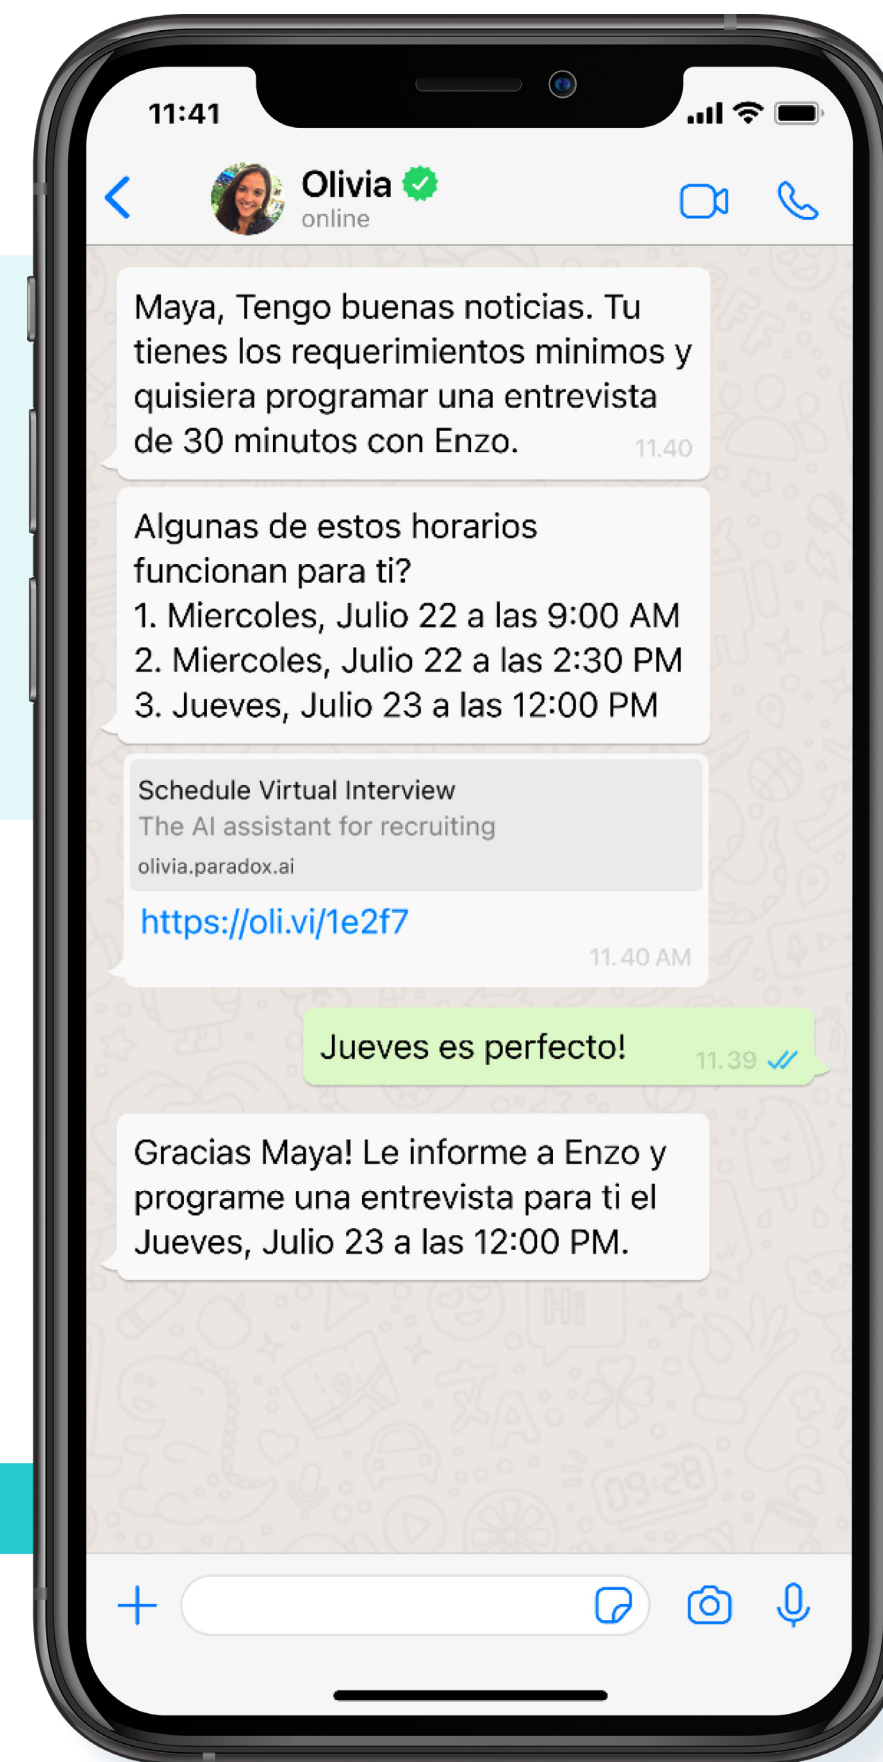 11:41
Olivia
online
Maya, Tengo buenas noticias. Tu
tienes los requerimientos minimos y
quisiera programar una entrevista
de 30 minutos con Enzo.
11.40
Algunas de estos horarios
funcionan para ti?
1. Miercoles, Julio 22 a las 9:00 AM
2. Miercoles, Julio 22 a las 2:30 PM
3. Jueves, Julio 23 a las 12:00 PM
Schedule Virtual Interview
The AI assistant for recruiting
olivia.paradox.ai
https://oli.vi/1e2f7
11.40 AM
Jueves es perfecto!
11.39
Gracias Maya! Le informe a Enzo y
programe una entrevista para ti el
Jueves, Julio 23 a las 12:00 PM.
Hi
09:28